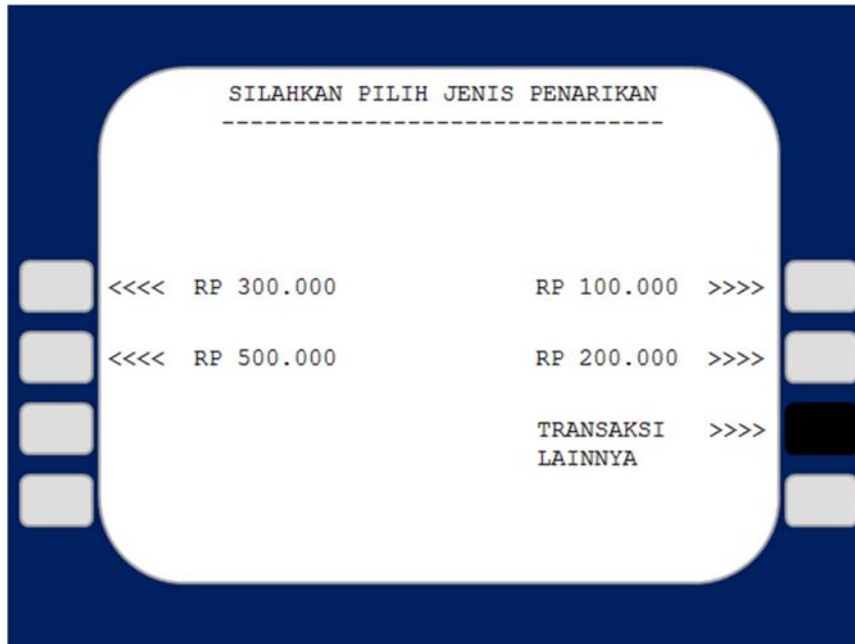 SILAHKAN PILIH JENIS PENARIKAN
-------------------------------
<<<< RP 300.000 RP 100.000 >>>>
<<<< RP 500.000 RP 200.000 >>>>
TRANSAKSI >>>>
LAINNYA